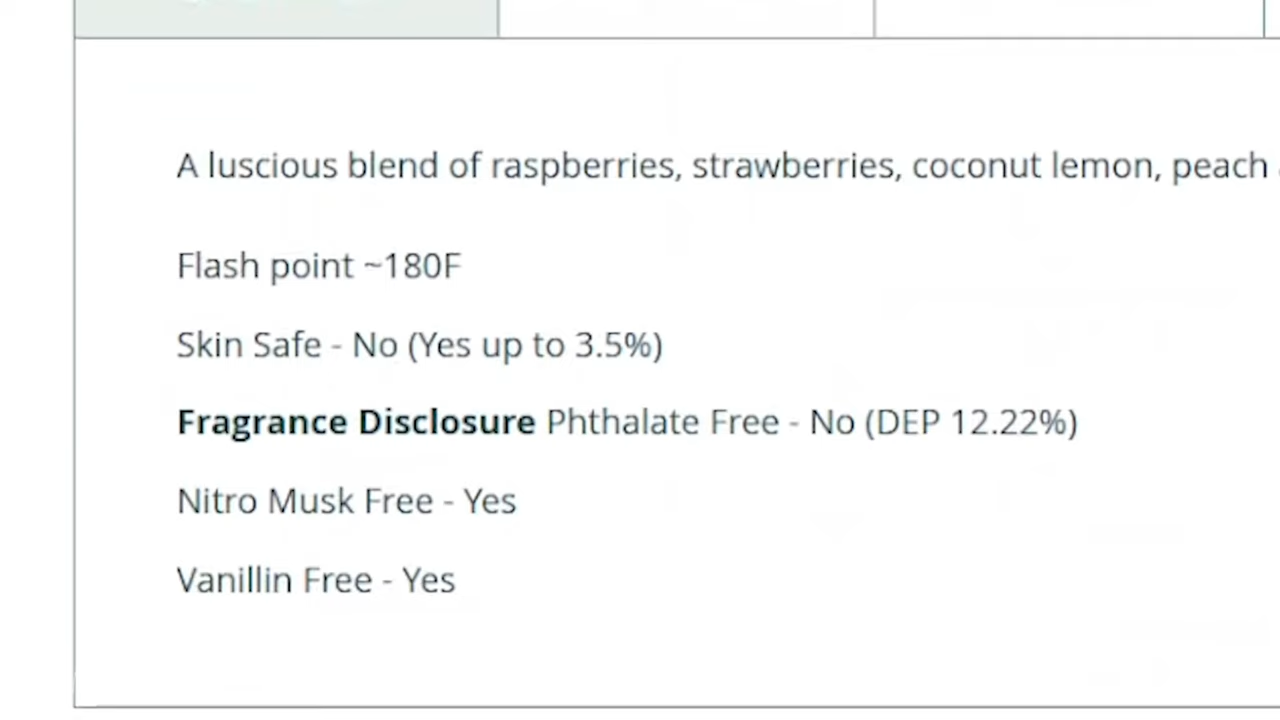 A luscious blend of raspberries, strawberries, coconut lemon, peach
Flash point ~180F
Skin Safe - No (Yes up to 3.5%)
Fragrance Disclosure Phthalate Free - No (DEP 12.22%)
Nitro Musk Free - Yes
Vanillin Free - Yes